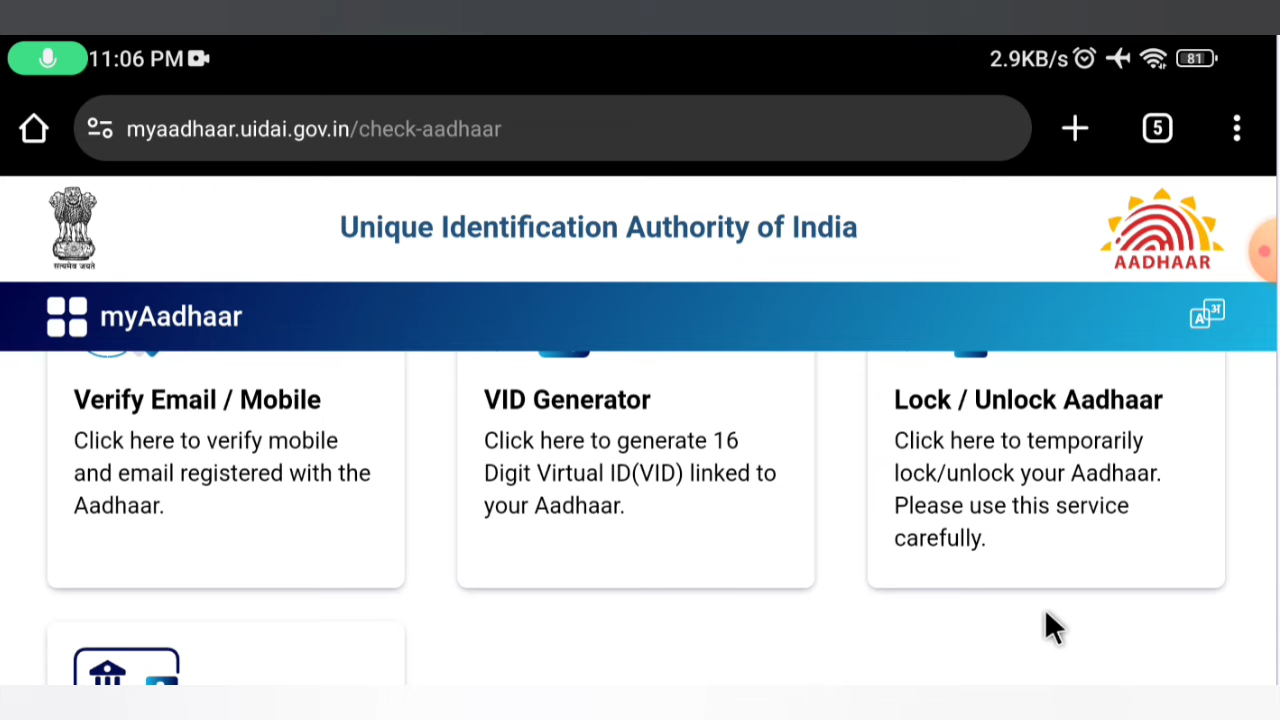 11:06 PM
2.9KB/s
81
myaadhaar.uidai.gov.in/check-aadhaar
5
सत्यमेव जयते
Unique Identification Authority of India
AADHAAR
myAadhaar
A अ
Verify Email / Mobile
Click here to verify mobile
and email registered with the
Aadhaar.
VID Generator
Click here to generate 16
Digit Virtual ID(VID) linked to
your Aadhaar.
Lock / Unlock Aadhaar
Click here to temporarily
lock/unlock your Aadhaar.
Please use this service
carefully.